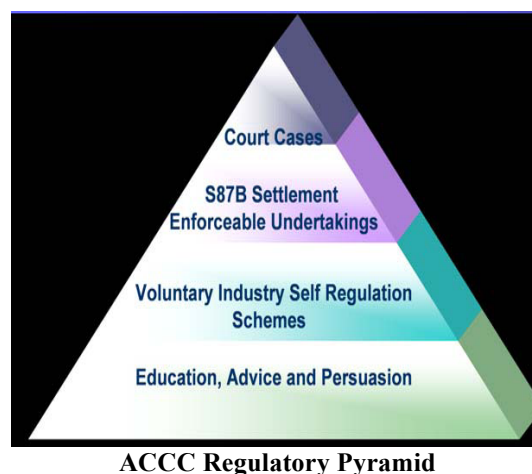 Court Cases
S87B Settlement
Enforceable Undertakings
Voluntary Industry Self Regulation
Schemes
Education, Advice and Persuasion
ACCC Regulatory Pyramid